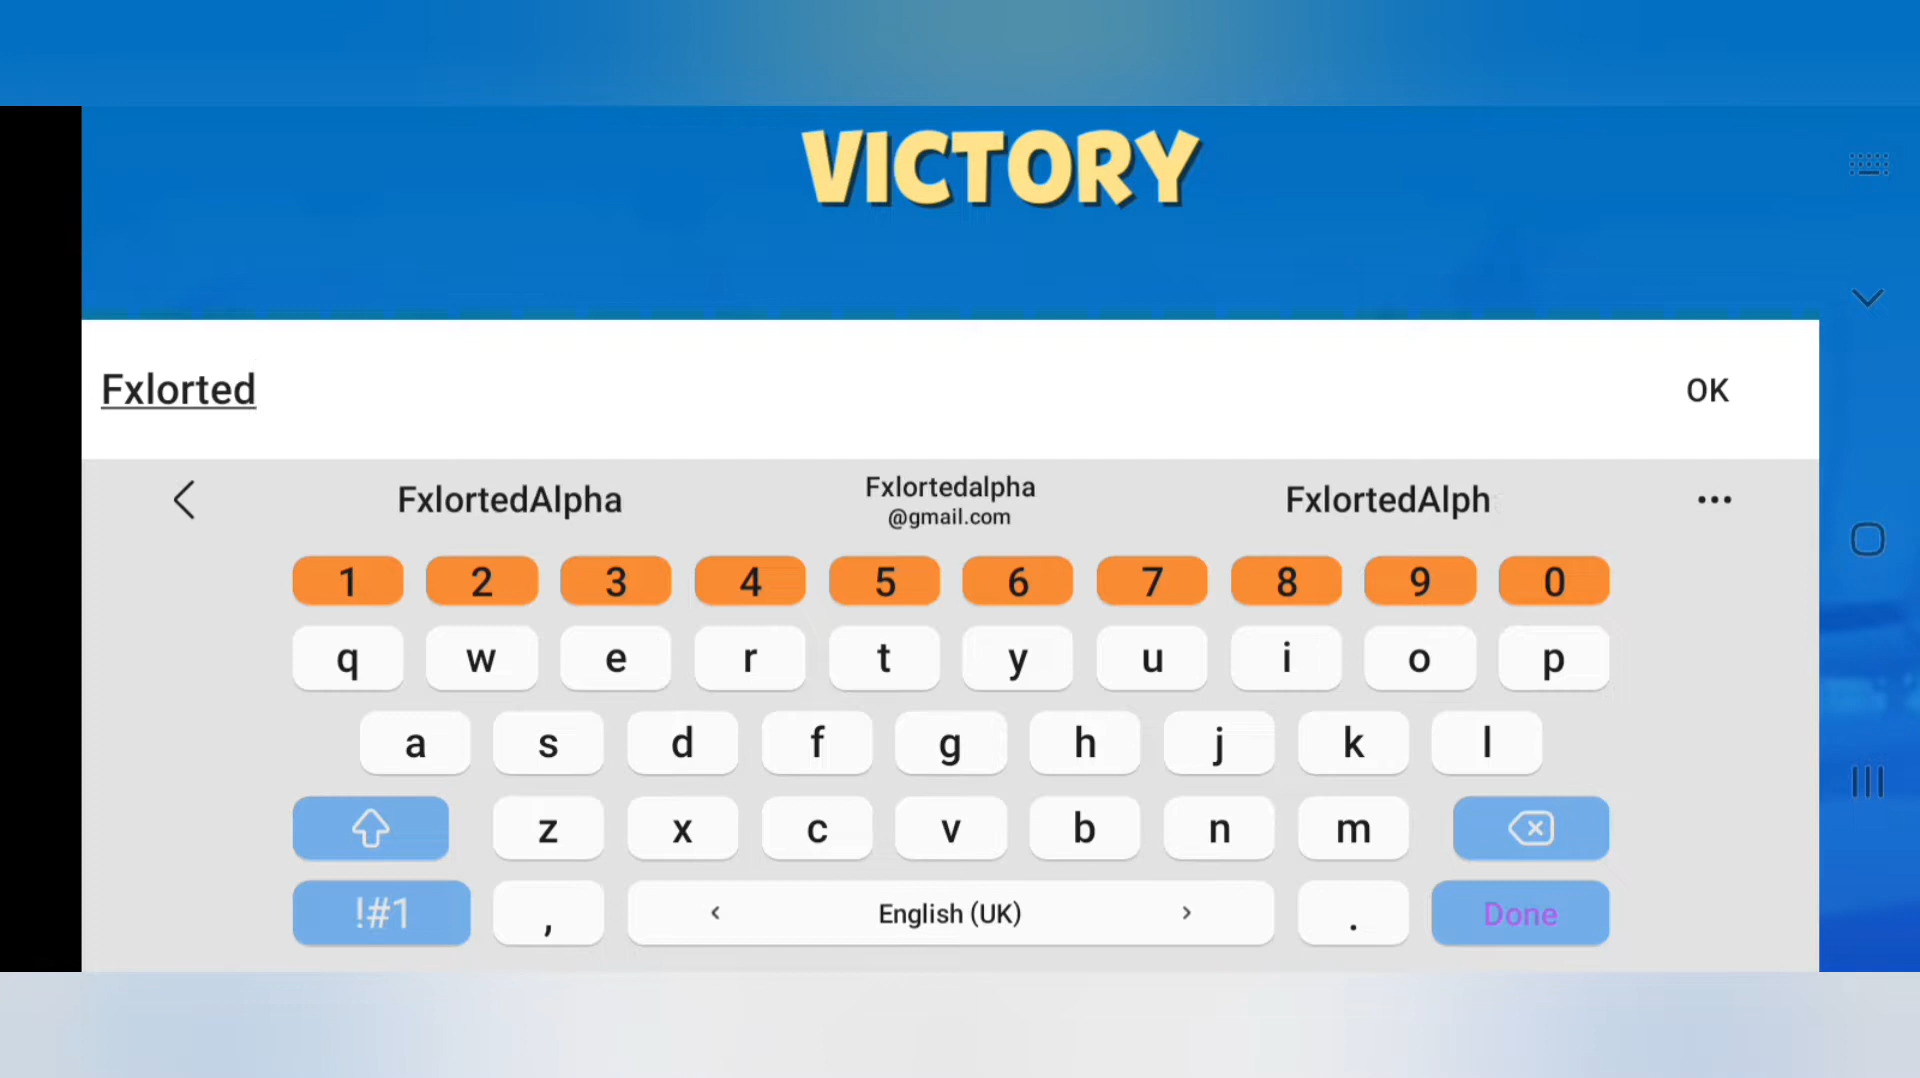 VICTORY
Fxlorted
OK
FxlortedAlpha
Fxlortedalpha
@gmail.com
FxlortedAlph
1 2 3 4 5 6 7 8 9 0
q w e r t y u i o p
a s d f g h j k l
z x c v b n m
!#1 , English (UK) . Done